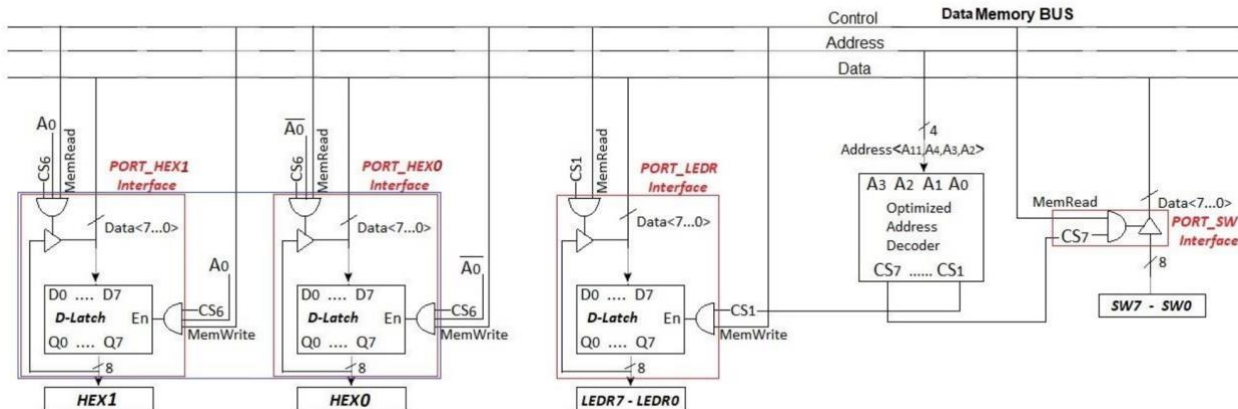 Control
Data Memory BUS
Address
Data
A0
CS6
MemRead
PORT_HEX1
Interface
Data<7...0>
D0 .... D7
D-Latch
En
Q0 .... Q7
A0
CS6
MemWrite
8
HEX1
A0
CS6
MemRead
PORT_HEX0
Interface
Data<7...0>
D0 .... D7
D-Latch
En
Q0 .... Q7
A0
CS6
MemWrite
8
HEX0
CS1
MemRead
PORT_LEDR
Interface
Data<7...0>
D0 .... D7
D-Latch
En
Q0 .... Q7
CS1
MemWrite
8
LEDR7 - LEDR0
4
Address<A11,A4,A3,A2>
A3 A2 A1 A0
Optimized
Address
Decoder
CS7 ...... CS1
MemRead
CS7
Data<7...0>
PORT_SW
Interface
8
SW7 - SW0